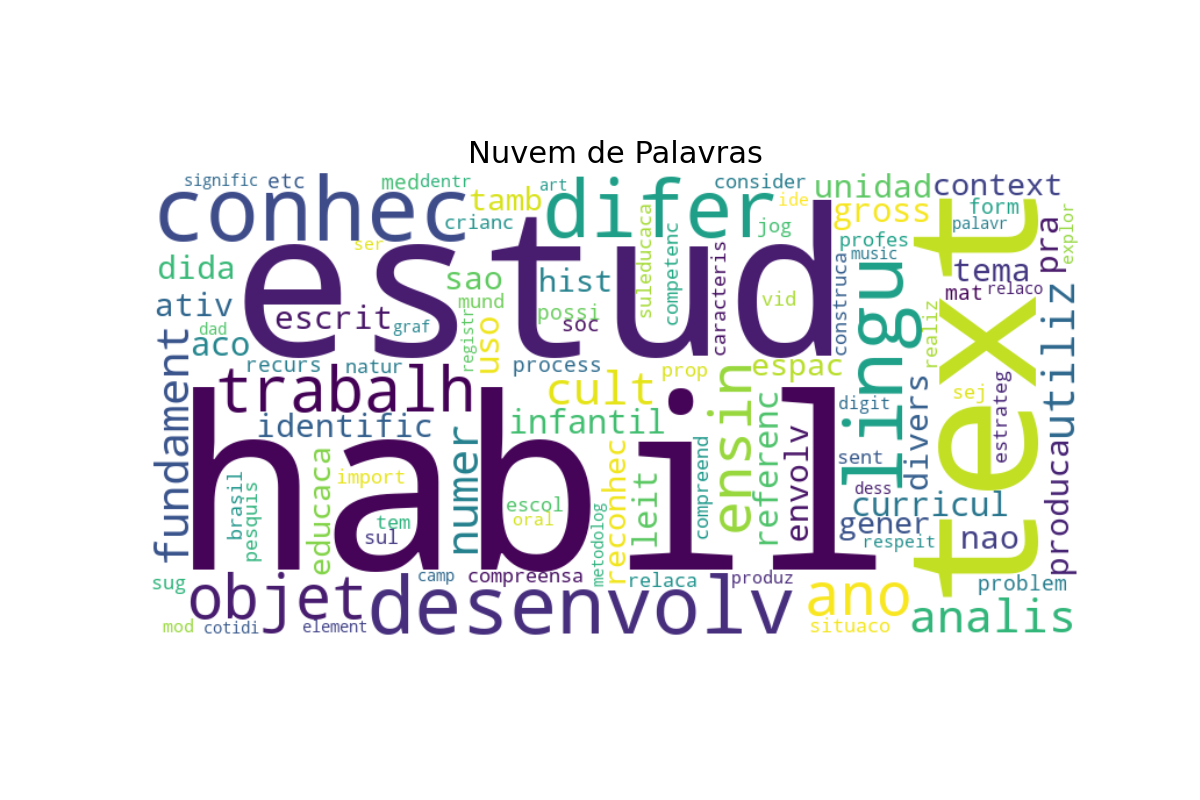 Nuvem de Palavras
signific
etc
med
dentr
art
consider
unidad
context
conhec
tamb
difer
ide
gross
form
palavr
pra
explor
crianc
jog
ser
suleducaca
competenc
caracteris
profes
music
text
dida
estud
sao
hist
mund
vid
construca
lingu
tema
mat
relaco
ativ
escrit
graf
registr
uso
possi
soc
realiz
utiliz
dad
aco
fundament
recurs
natur
process
prop
espac
trabalh
cult
sej
estrateg
digit
divers
identific
infantil
ensin
referenc
envolv
sent
habil
numer
reconhec
leit
compreend
produca
brasil
pesquis
educaca
import
escol
oral
tem
sul
metodolog
dess
curricul
gener
nao
respeit
sug
objet
camp
compreensa
desenvolv
relaca
produz
ano
problem
analis
mod
cotidi
element
situaco